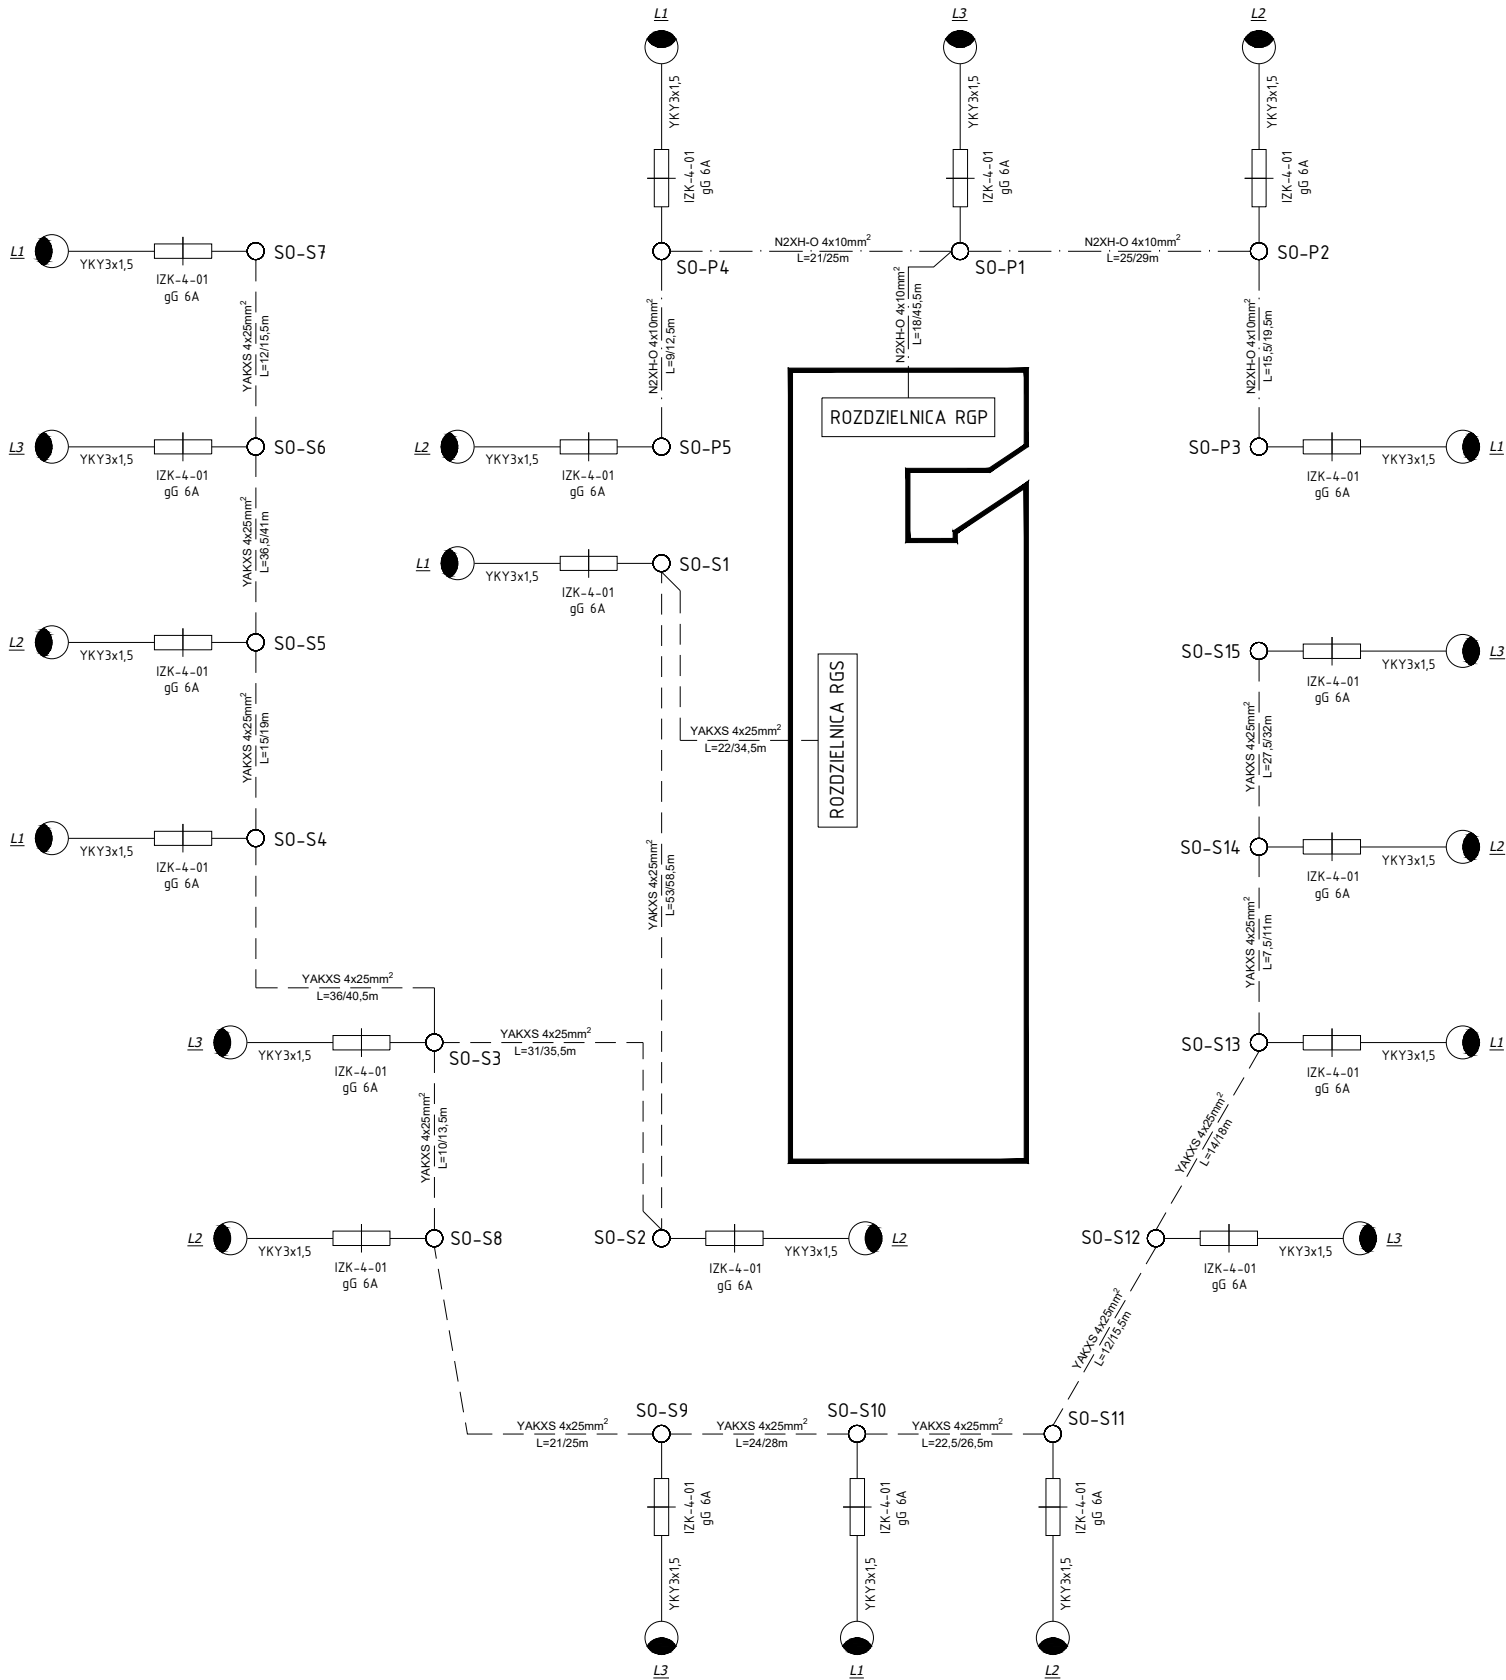 L1
L3
L2
YKY3x1,5
IZK-4-01
gG 6A
YKY3x1,5
IZK-4-01
gG 6A
YKY3x1,5
IZK-4-01
gG 6A
L1
YKY3x1,5
IZK-4-01
gG 6A
SO-S7
SO-P4
N2XH-O 4x10mm²
L=21/25m
SO-P1
N2XH-O 4x10mm²
L=25/29m
SO-P2
N2XH-O 4x10mm²
L=18/45,5m
YAKXS 4x25mm²
L=12/15,5m
N2XH-O 4x10mm²
L=9/12,5m
N2XH-O 4x10mm²
L=15,5/19,5m
ROZDZIELNICA RGP
L3
YKY3x1,5
IZK-4-01
gG 6A
SO-S6
L2
YKY3x1,5
IZK-4-01
gG 6A
SO-P5
SO-P3
IZK-4-01
gG 6A
YKY3x1,5
L1
YAKXS 4x25mm²
L=36,5/41m
L1
YKY3x1,5
IZK-4-01
gG 6A
SO-S1
L2
YKY3x1,5
IZK-4-01
gG 6A
SO-S5
SO-S15
IZK-4-01
gG 6A
YKY3x1,5
L3
YAKXS 4x25mm²
L=15/19m
YAKXS 4x25mm²
L=22/34,5m
ROZDZIELNICA RGS
YAKXS 4x25mm²
L=27,5/32m
L1
YKY3x1,5
IZK-4-01
gG 6A
SO-S4
YAKXS 4x25mm²
L=53/58,5m
SO-S14
IZK-4-01
gG 6A
YKY3x1,5
L2
YAKXS 4x25mm²
L=7,5/11m
YAKXS 4x25mm²
L=36/40,5m
L3
YKY3x1,5
IZK-4-01
gG 6A
SO-S3
YAKXS 4x25mm²
L=31/35,5m
SO-S13
IZK-4-01
gG 6A
YKY3x1,5
L1
YAKXS 4x25mm²
L=10/13,5m
YAKXS 4x25mm²
L=14/18m
L2
YKY3x1,5
IZK-4-01
gG 6A
SO-S8
SO-S2
IZK-4-01
gG 6A
YKY3x1,5
L2
SO-S12
IZK-4-01
gG 6A
YKY3x1,5
L3
YAKXS 4x25mm²
L=12/15,5m
YAKXS 4x25mm²
L=21/25m
SO-S9
YAKXS 4x25mm²
L=24/28m
SO-S10
YAKXS 4x25mm²
L=22,5/26,5m
SO-S11
IZK-4-01
gG 6A
YKY3x1,5
IZK-4-01
gG 6A
YKY3x1,5
IZK-4-01
gG 6A
YKY3x1,5
L3
L1
L2